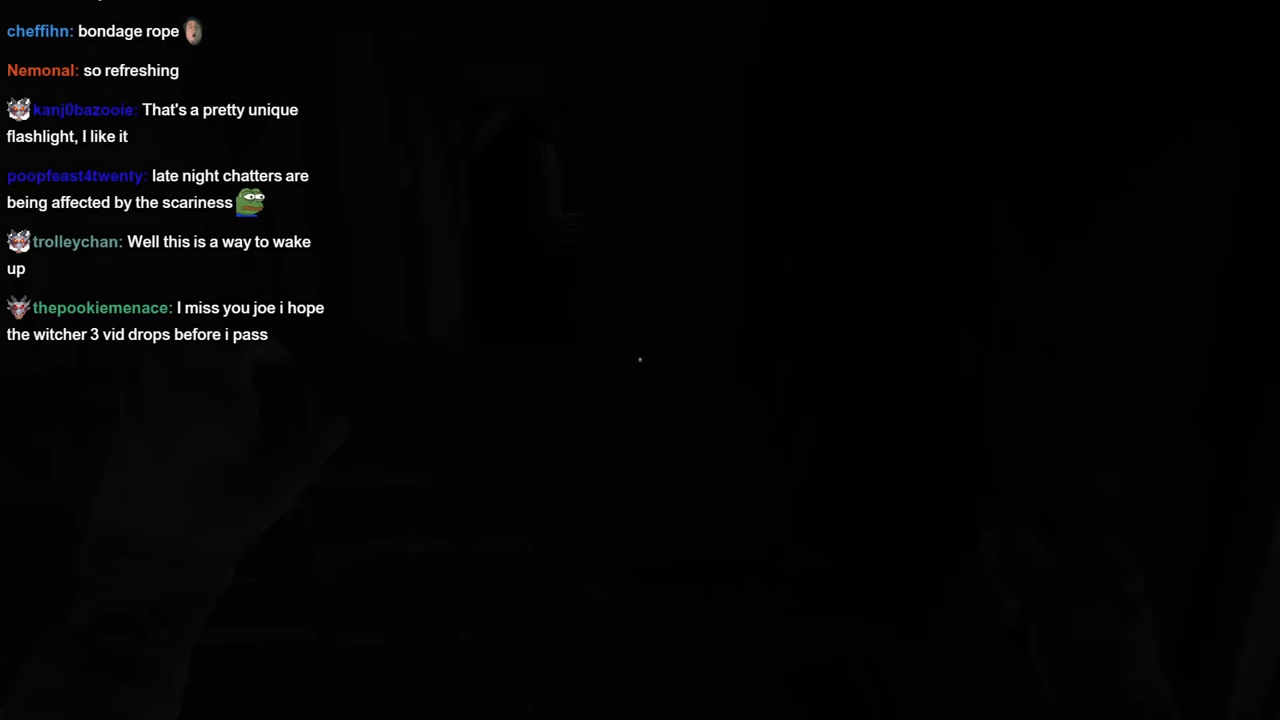 cheffihn: bondage rope
Nemonal: so refreshing
kanj0bazooie: That's a pretty unique
flashlight, I like it
poopfeast4twenty: late night chatters are
being affected by the scariness
trolleychan: Well this is a way to wake
up
thepookiemenace: I miss you joe i hope
the witcher 3 vid drops before i pass